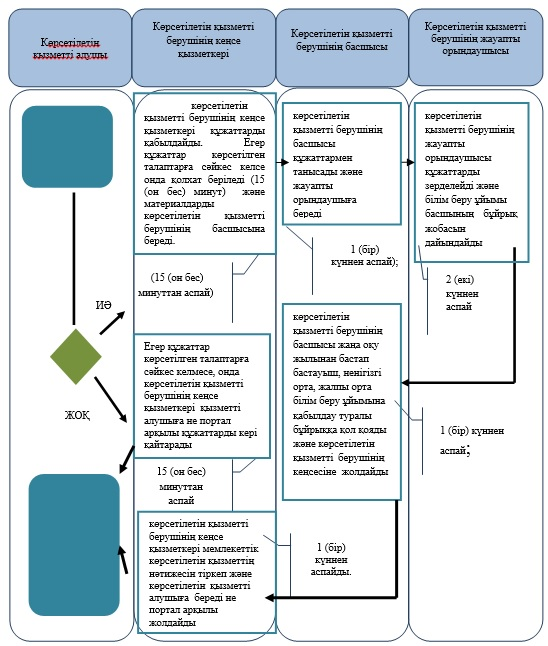 Көрсетілетін
қызметті алушы
Көрсетілетін қызметті
берушінің кеңсе
қызметкері
Көрсетілетін қызметті
берушінің басшысы
Көрсетілетін қызметті
берушінің жауапты
орындаушысы
көрсетілетін
қызметті берушінің кеңсе
қызметкері құжаттарды
қабылдайды. Егер
құжаттар көрсетілген
талаптарға сәйкес келсе
онда қолхат беріледі (15
(он бес) минут) және
материалдарды
көрсетілетін қызметті
берушінің басшысына
береді.
көрсетілетін
қызметті берушінің
басшысы
құжаттармен
танысады және
жауапты
орындаушыға
береді
көрсетілетін
қызметті берушінің
жауапты
орындаушысы
құжаттарды
зерделейді және
білім беру ұйымы
басшының бұйрық
жобасын
дайындайды
(15 (он бес)
минуттан аспай)
1 (бір)
күннен аспай);
2 (екі)
күннен
аспай
ИӘ
ЖОҚ
Егер құжаттар
көрсетілген талаптарға
сәйкес келмесе, онда
көрсетілетін қызметті
берушінің кеңсе
қызметкері қызметті
алушыға не портал
арқылы құжаттарды кері
қайтарады
көрсетілетін
қызметті берушінің
басшысы жаңа оқу
жылынан бастап
бастауыш, ненігізгі
орта, жалпы орта
білім беру ұйымына
қабылдау туралы
бұйрыққа қол қояды
және көрсетілетін
қызметті берушінің
кеңсесіне жолдайды
1 (бір) күннен
аспай;
15 (он бес)
минуттан
аспай
көрсетілетін қызметті
берушінің кеңсе
қызметкері мемлекеттік
көрсетілетін қызметтің
нәтижесін тіркеп және
көрсетілетін қызметті
алушыға береді не
портал арқылы
жолдайды
1 (бір)
күннен
аспайды.